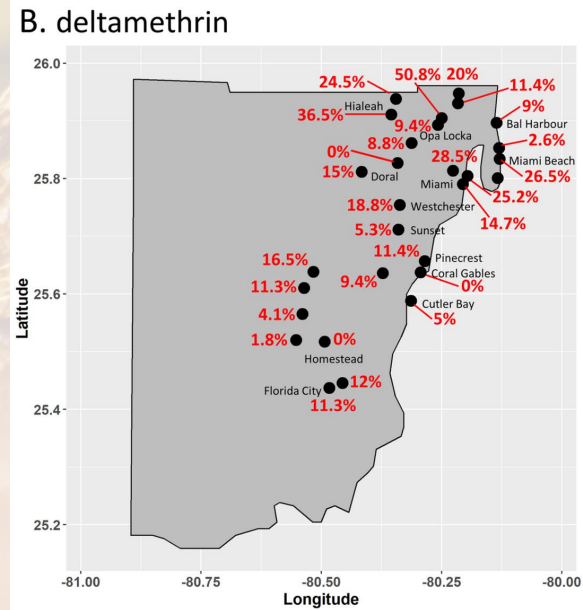 B. deltamethrin
26.0
25.8
25.6
25.4
25.2
Latitude
24.5%
50.8% 20%
11.4%
Hialeah
36.5%
9%
9.4%
Bal Harbour
Opa Locka
8.8%
2.6%
0%
28.5%
Miami Beach
15%
Doral
Miami
26.5%
25.2%
18.8%
Westchester
14.7%
5.3%
Sunset
11.4%
Pinecrest
16.5%
Coral Gables
11.3%
9.4%
0%
Cutler Bay
4.1%
5%
1.8%
0%
Homestead
12%
Florida City
11.3%
-81.00
-80.75
-80.50
-80.25
-80.00
Longitude